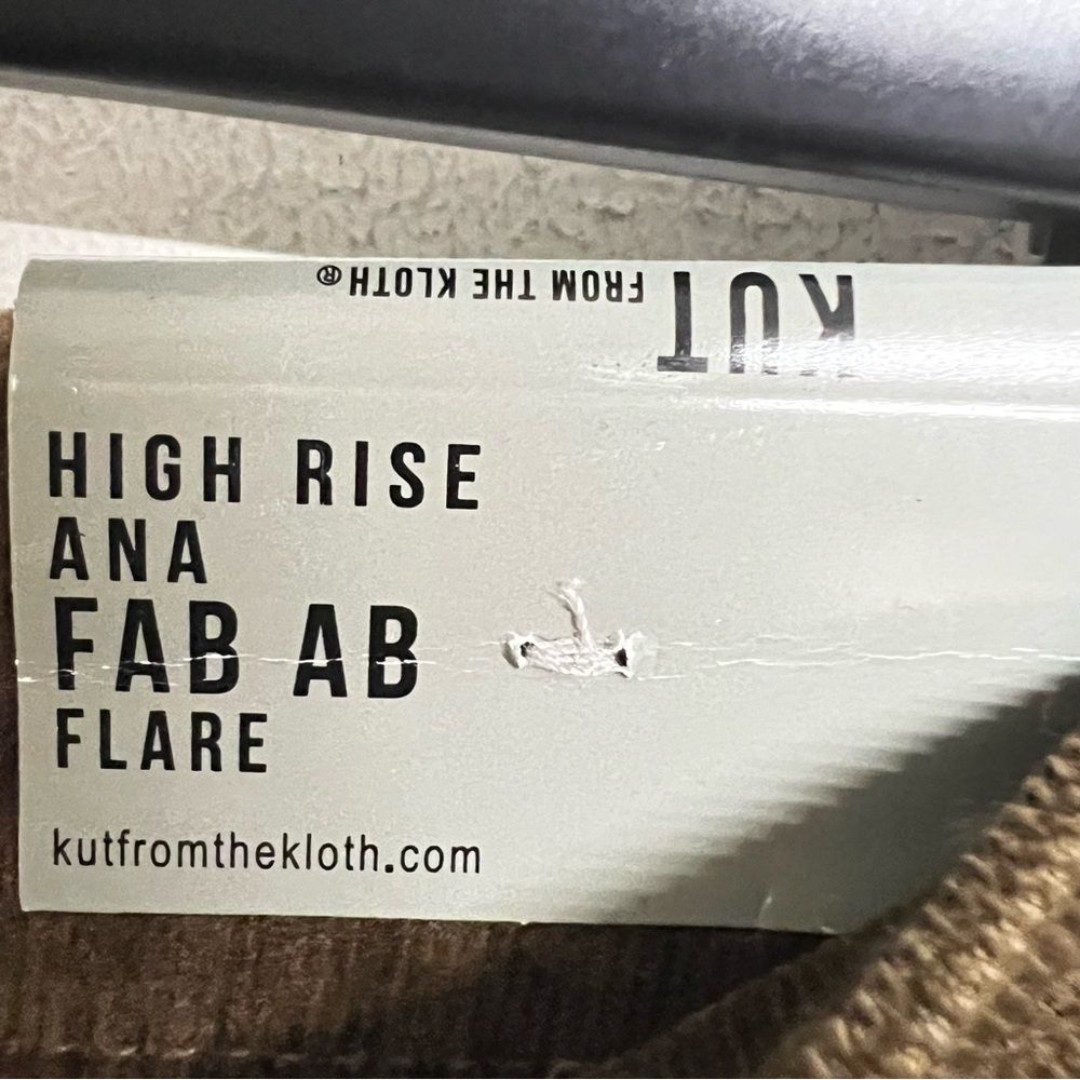 KUT FROM THE KLOTH®
HIGH RISE
ANA
FAB AB
FLARE
kutfromthekloth.com